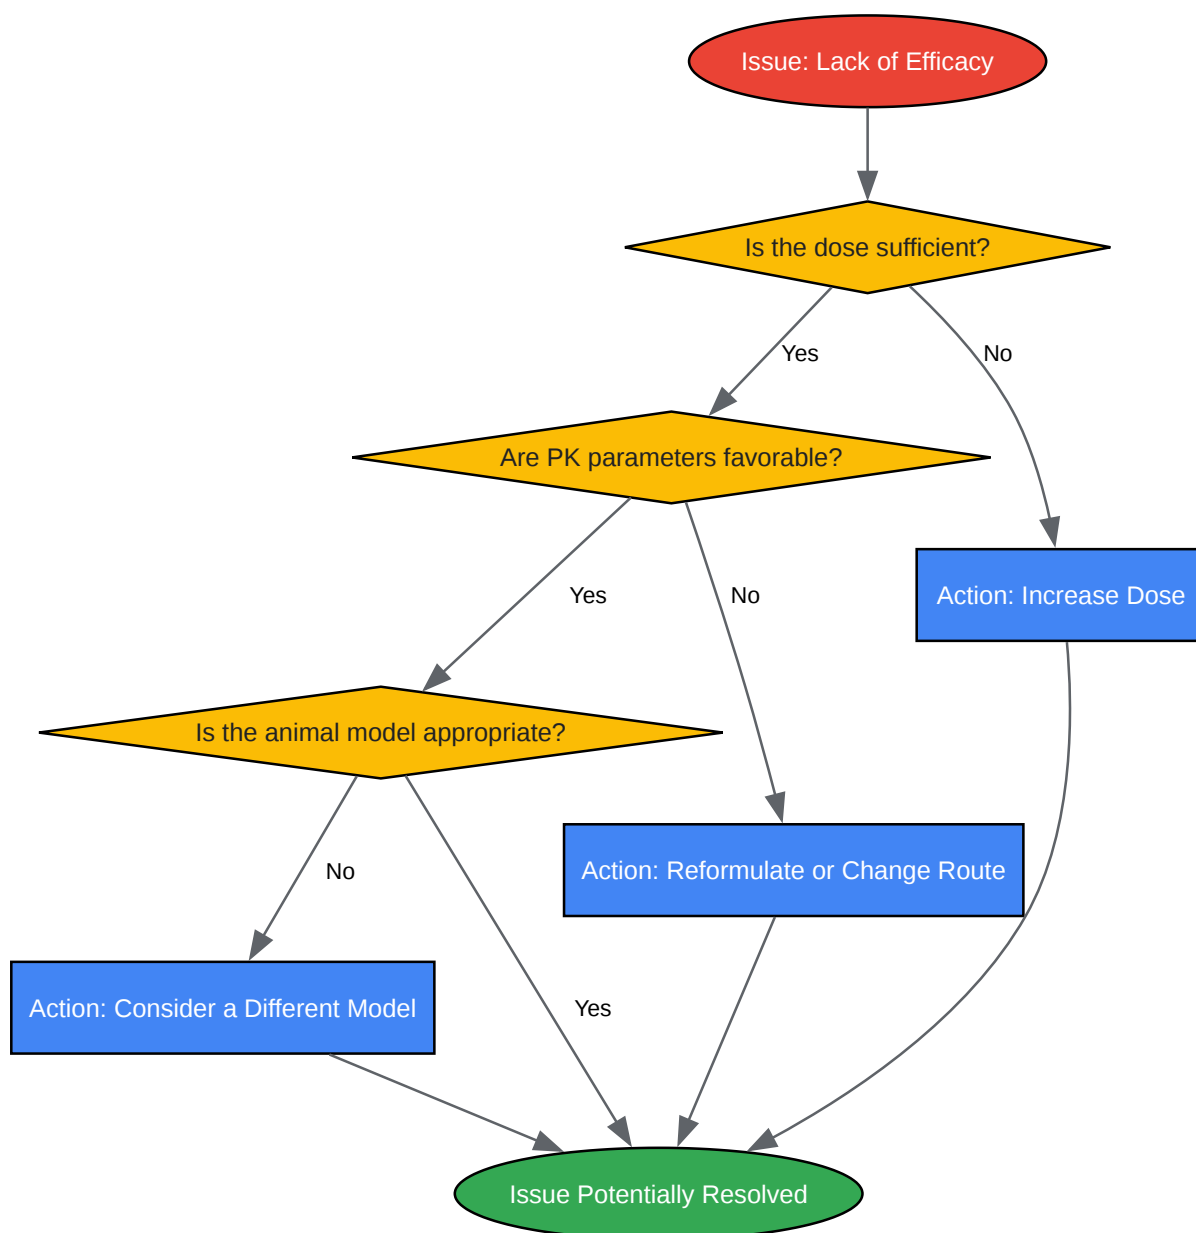 Issue: Lack of Efficacy
Is the dose sufficient?
Yes
No
Are PK parameters favorable?
Yes
No
Action: Increase Dose
Is the animal model appropriate?
No
Action: Reformulate or Change Route
Action: Consider a Different Model
Yes
Issue Potentially Resolved